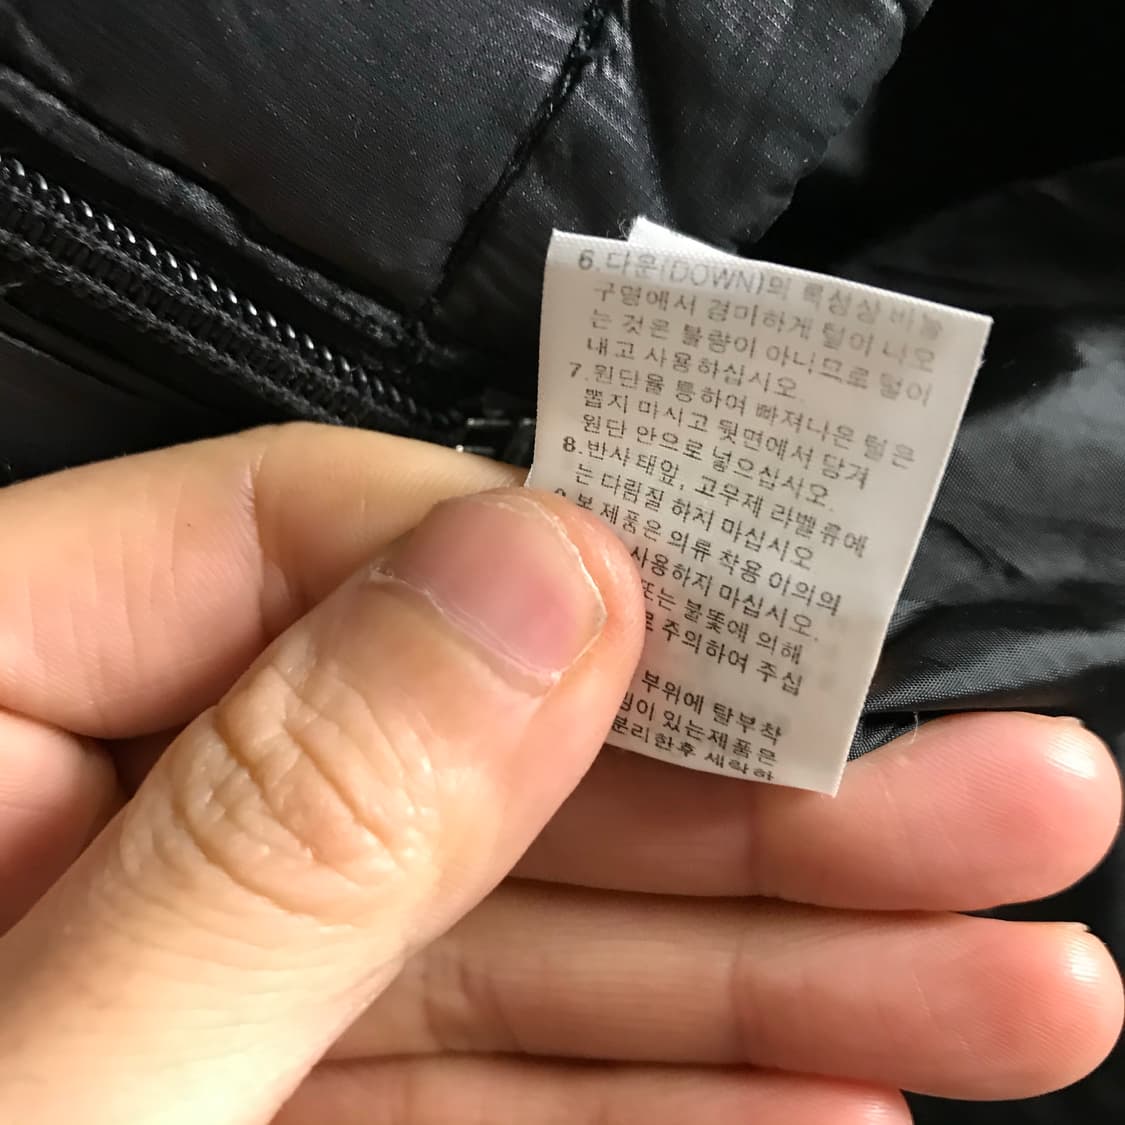 6.다운(DOWN)의 특성상 바늘
구멍에서 경미하게 털이 나오
는 것은 불량이 아니므로 털이
내고 사용하십시오
7.원단을 통하여 빠져나온 털은
뽑지 마시고 뒷면에서 당겨
원단 안으로 넣으십시오.
8.반사태잎, 고무제 라벨류에
는 다림질 하지 마십시오
본 제품은 의류 착용 이외의
사용하지 마십시오.
또는 불꽃에 의해
주의하여 주십
부위에 탈부착
있는제품은
분리한후 세탁하